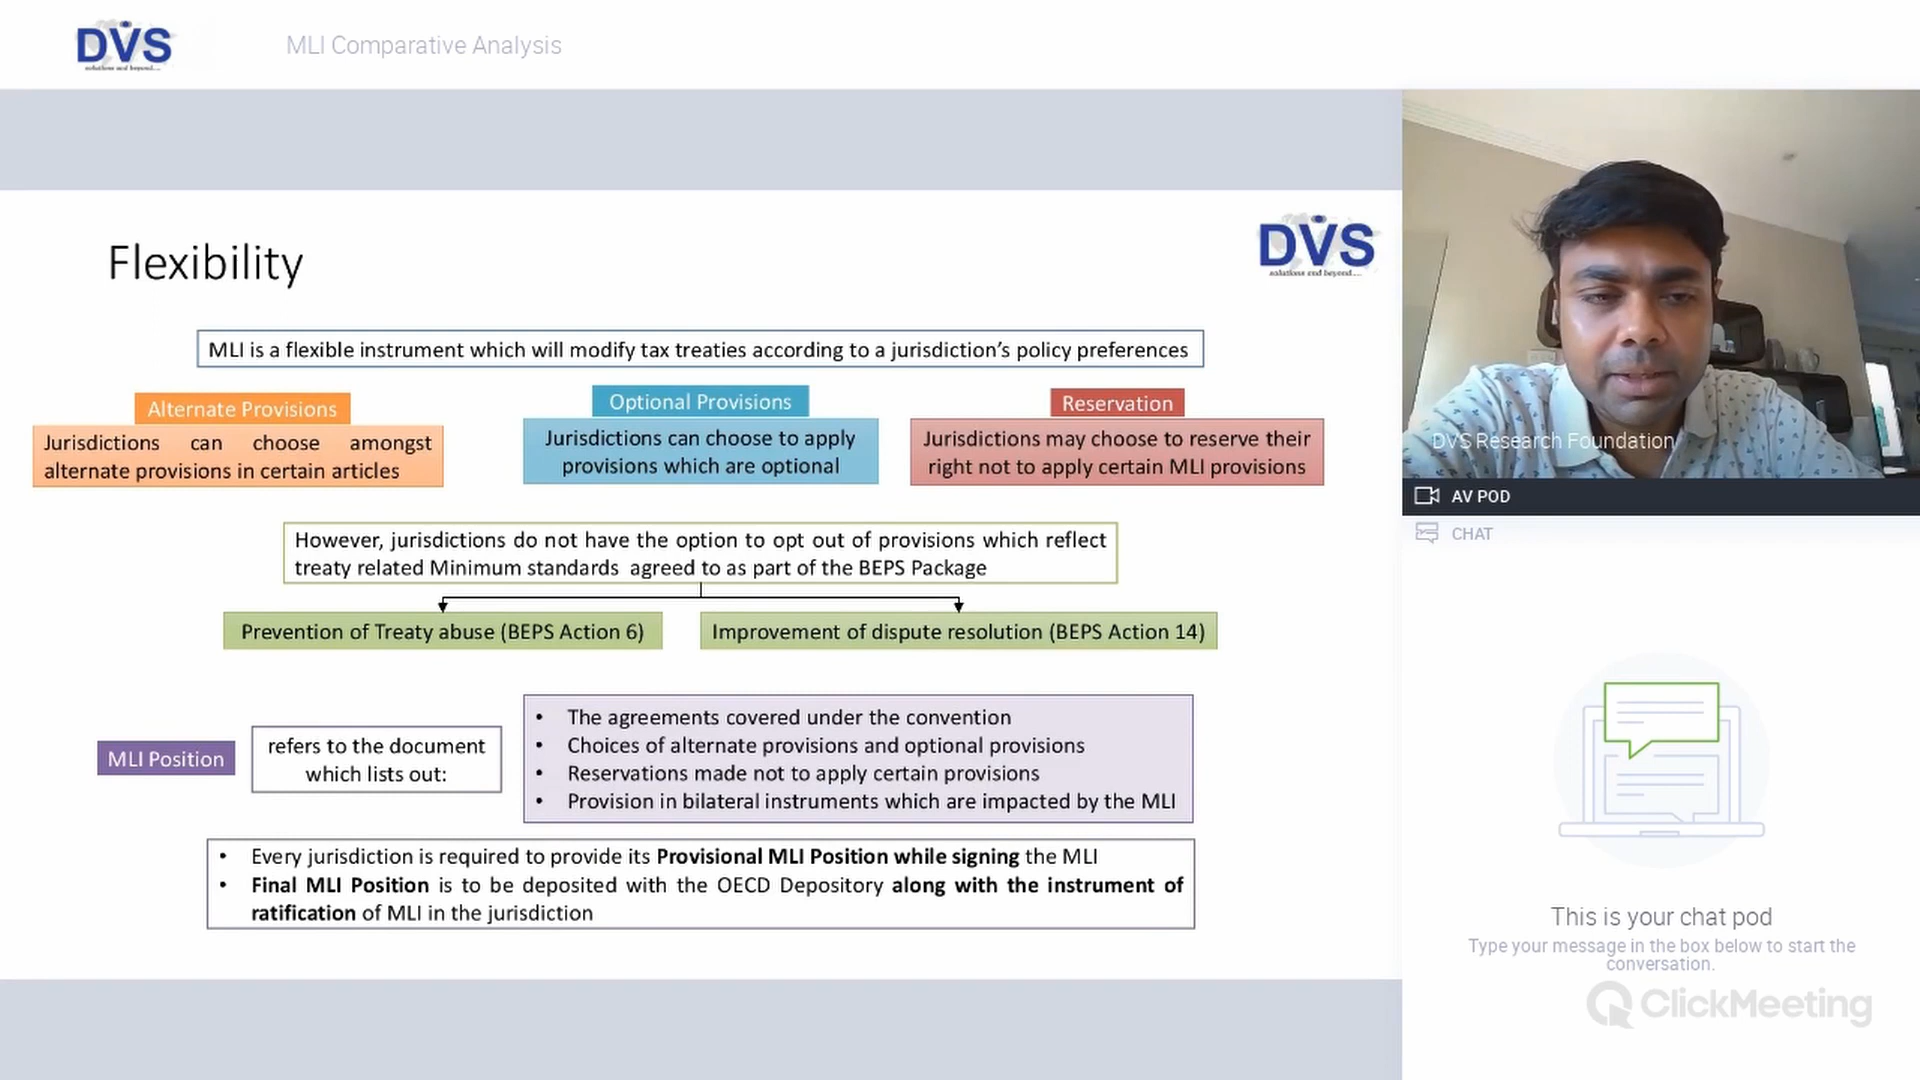 DVS
solutions and beyond....
MLI Comparative Analysis
Flexibility
DVS
solutions and beyond....
MLI is a flexible instrument which will modify tax treaties according to a jurisdiction’s policy preferences
Alternate Provisions
Jurisdictions can choose amongst
alternate provisions in certain articles
Optional Provisions
Jurisdictions can choose to apply
provisions which are optional
Reservation
Jurisdictions may choose to reserve their
right not to apply certain MLI provisions
However, jurisdictions do not have the option to opt out of provisions which reflect
treaty related Minimum standards agreed to as part of the BEPS Package
Prevention of Treaty abuse (BEPS Action 6)
Improvement of dispute resolution (BEPS Action 14)
MLI Position
refers to the document
which lists out:
• The agreements covered under the convention
• Choices of alternate provisions and optional provisions
• Reservations made not to apply certain provisions
• Provision in bilateral instruments which are impacted by the MLI
• Every jurisdiction is required to provide its Provisional MLI Position while signing the MLI
• Final MLI Position is to be deposited with the OECD Depository along with the instrument of
ratification of MLI in the jurisdiction
DVS Research Foundation
AV POD
CHAT
This is your chat pod
Type your message in the box below to start the
conversation.
ClickMeeting